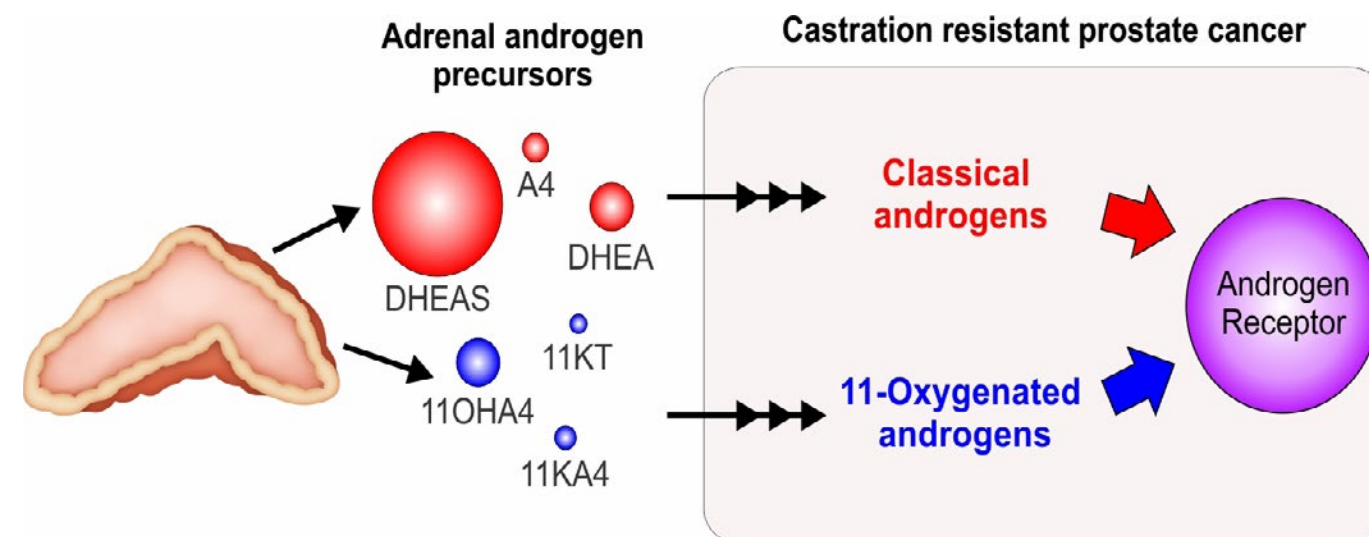 Adrenal androgen
precursors
Castration resistant prostate cancer
A4
DHEA
DHEAS
11KT
11OHA4
11KA4
Classical
androgens
11-Oxygenated
androgens
Androgen
Receptor